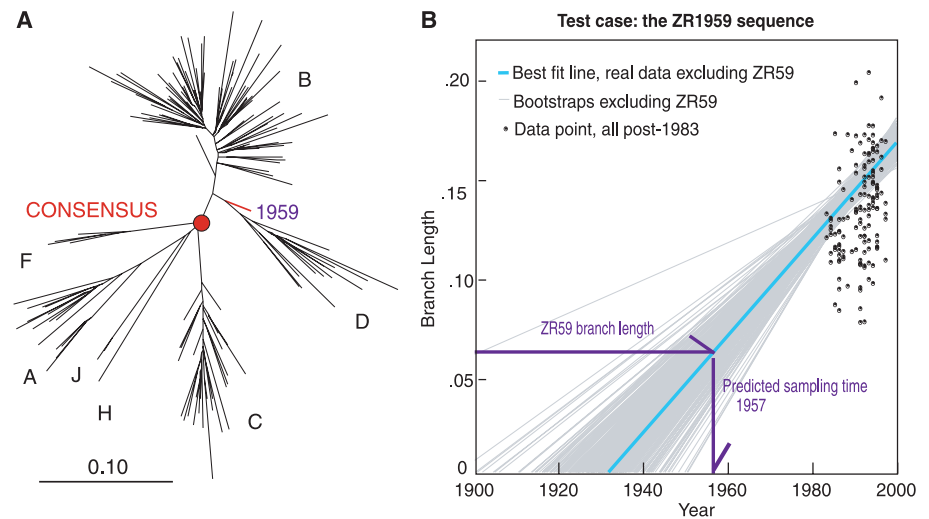 A
B
CONSENSUS
1959
F
D
A
J
H
C
0.10
B
Test case: the ZR1959 sequence
Best fit line, real data excluding ZR59
Bootstraps excluding ZR59
Data point, all post-1983
.20
.15
.10
.05
0
Branch Length
ZR59 branch length
Predicted sampling time
1957
1900
1920
1940
1960
1980
2000
Year